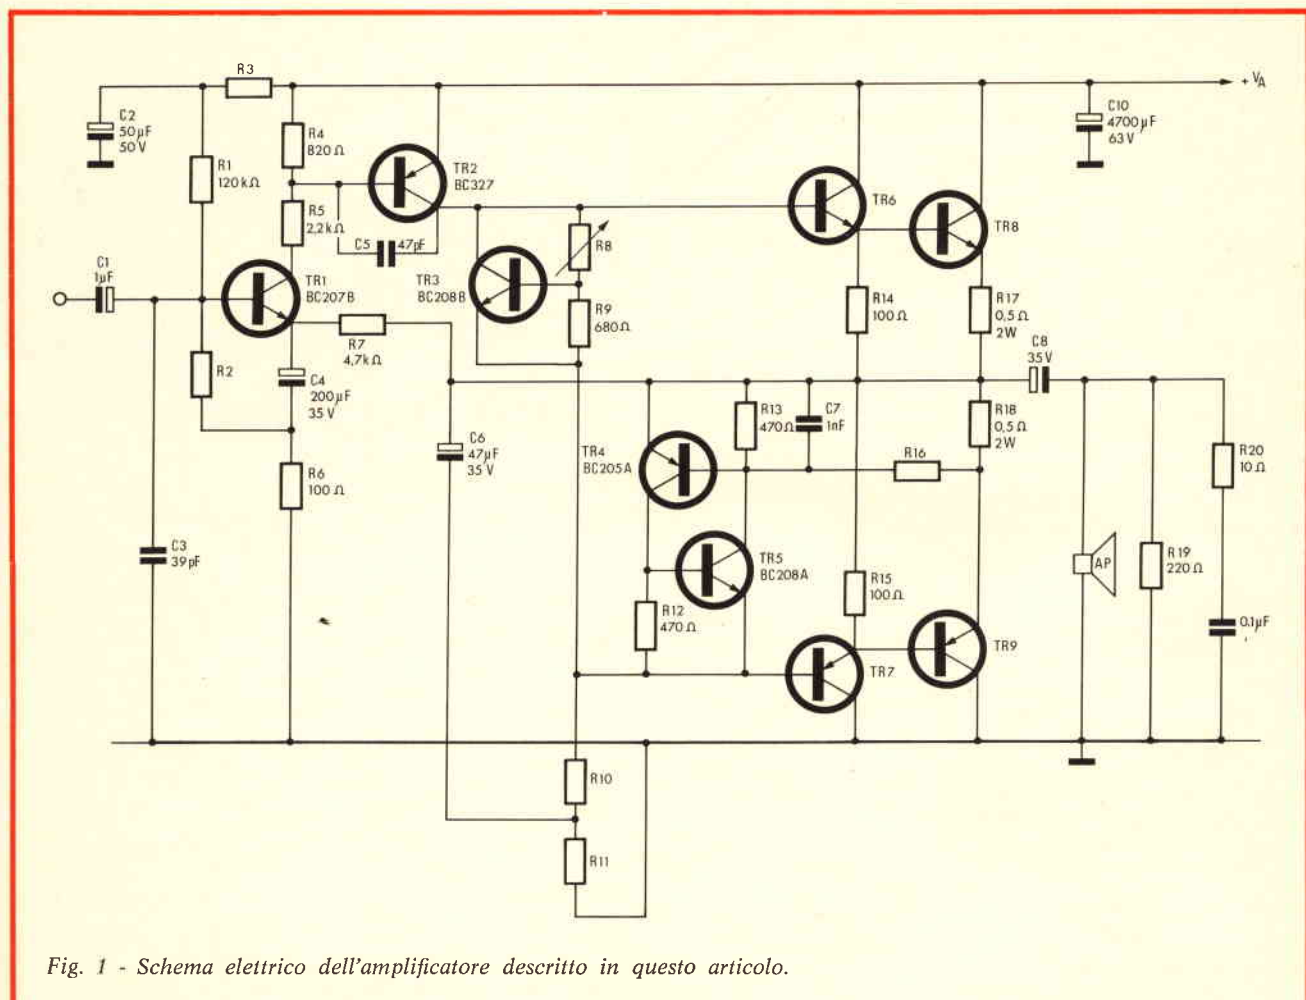 R3
+ VA
C2
50µF
50V
C10
4700µF
63V
R4
820Ω
R1
120kΩ
TR2
BC327
TR6
TR8
R5
2,2kΩ
C5
47pF
R8
C1
1µF
TR1
BC207B
TR3
BC208B
R9
680Ω
R14
100Ω
R17
0,5Ω
2W
R7
4,7kΩ
C8
35V
R2
C4
200µF
35V
R13
470Ω
C7
1nF
R18
0,5Ω
2W
C6
47µF
35V
TR4
BC205A
R16
R20
10Ω
R6
100Ω
C3
39pF
TR5
BC208A
AP
R19
220Ω
R15
100Ω
R12
470Ω
0,1µF
TR7
TR9
R10
R11
Fig. 1 - Schema elettrico dell'amplificatore descritto in questo articolo.